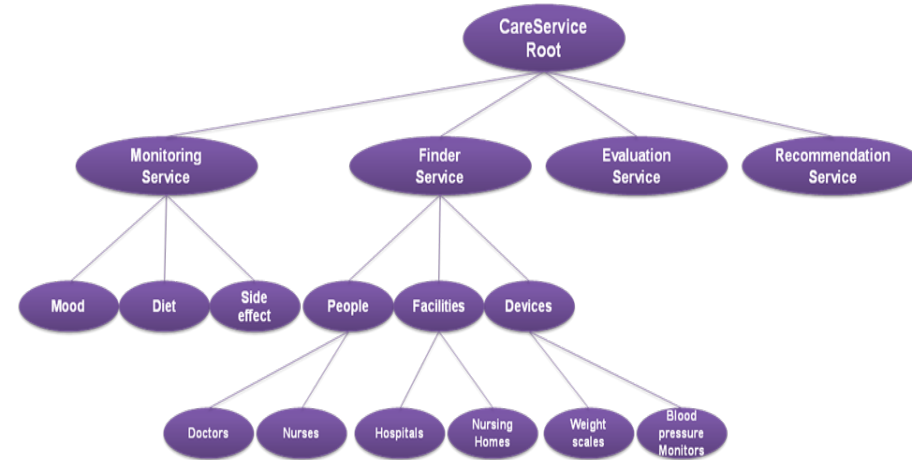 CareService
Root
Monitoring
Service
Finder
Service
Evaluation
Service
Recommendation
Service
Mood
Diet
Side
effect
People
Facilities
Devices
Doctors
Nurses
Hospitals
Nursing
Homes
Weight
scales
Blood
pressure
Monitors